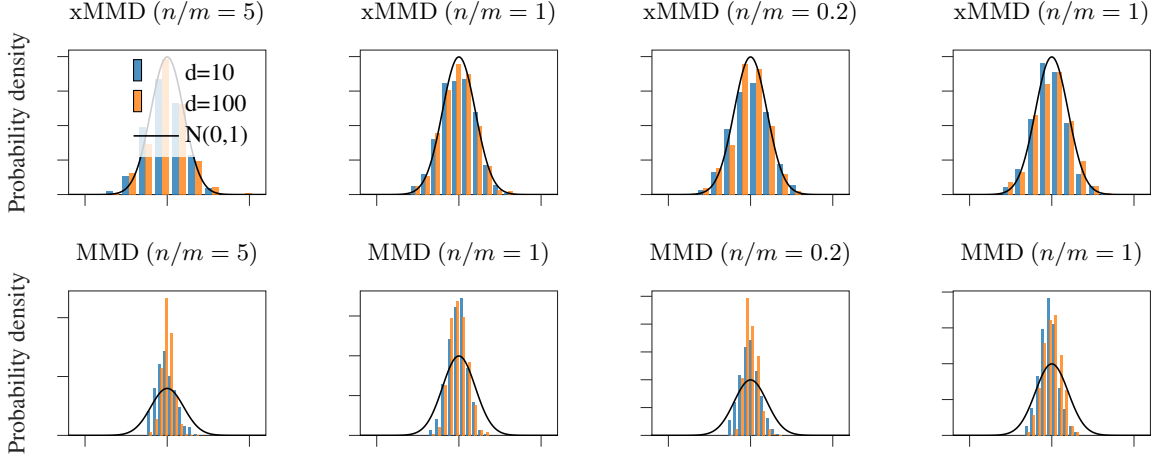 xMMD (n/m = 5)
xMMD (n/m = 1)
xMMD (n/m = 0.2)
xMMD (n/m = 1)
Probability density
d=10
d=100
N(0,1)
MMD (n/m = 5)
MMD (n/m = 1)
MMD (n/m = 0.2)
MMD (n/m = 1)
Probability density